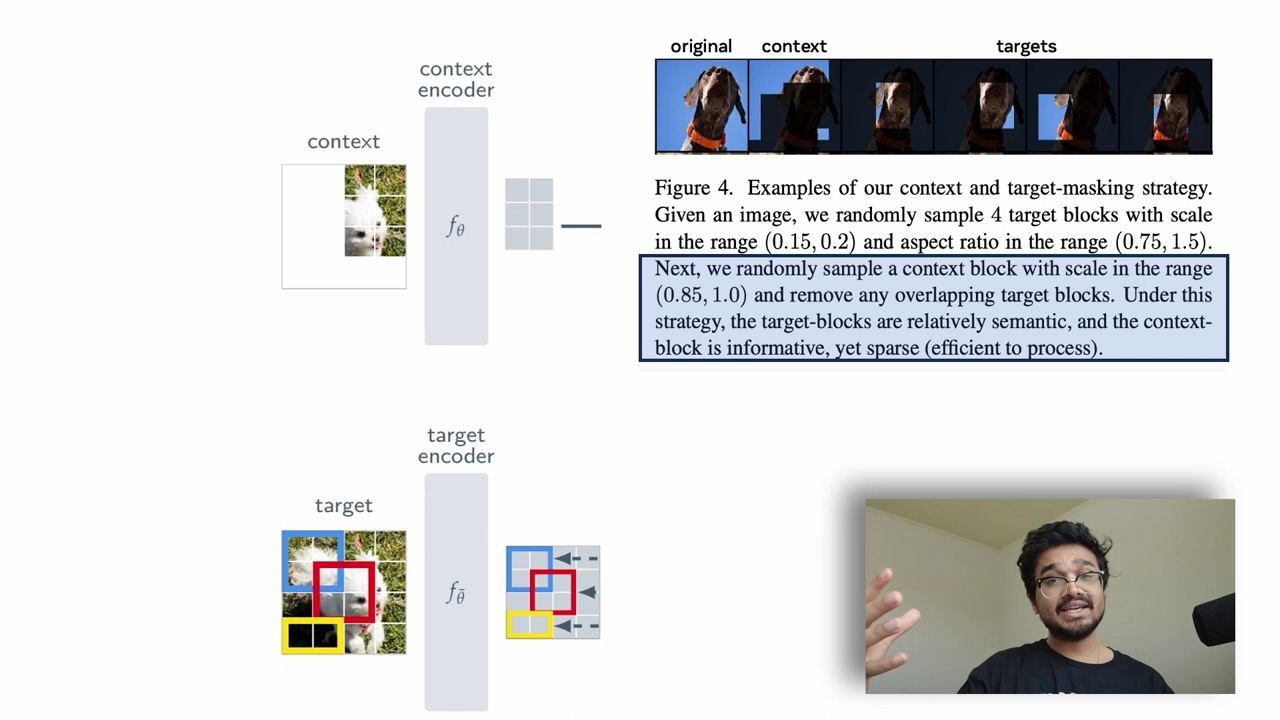 original context targets
context
encoder
context
f_θ
Figure 4. Examples of our context and target-masking strategy.
Given an image, we randomly sample 4 target blocks with scale
in the range (0.15, 0.2) and aspect ratio in the range (0.75, 1.5).
Next, we randomly sample a context block with scale in the range
(0.85, 1.0) and remove any overlapping target blocks. Under this
strategy, the target-blocks are relatively semantic, and the context-
block is informative, yet sparse (efficient to process).
target
encoder
target
f_θ̄